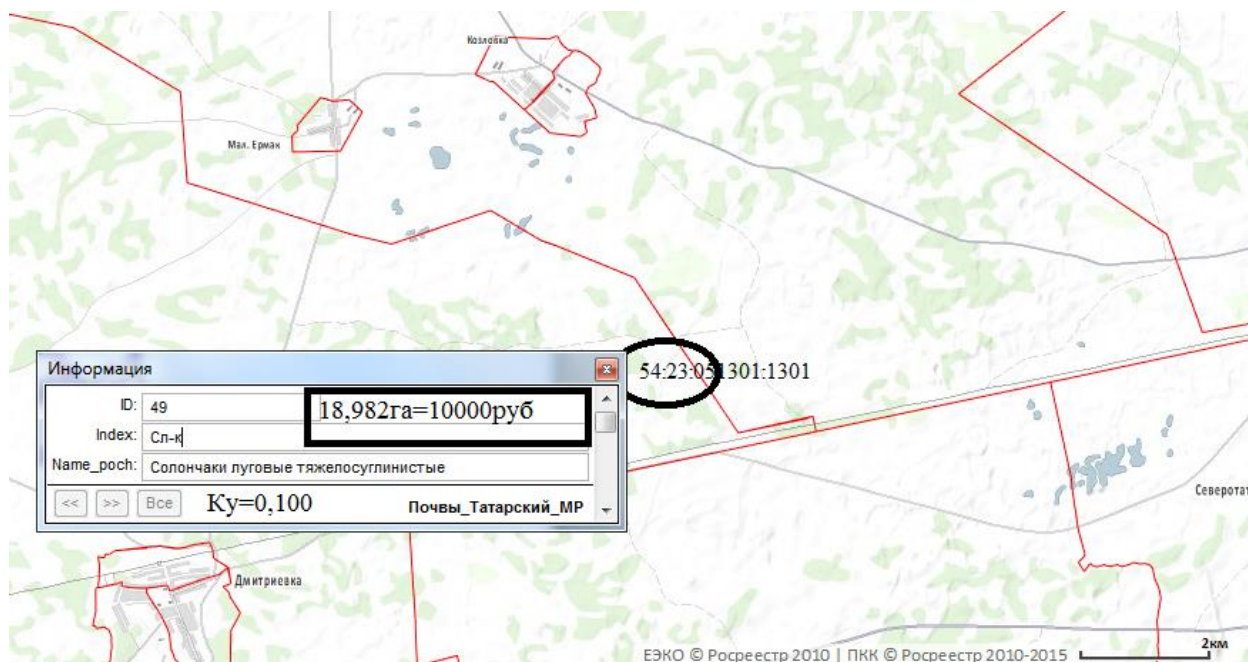 Козловка
Мал. Ерман
Информация
54:23:051301:1301
ID: 49
18,982га=10000руб
Index: Сл-к
Name_poch: Солончаки луговые тяжелосуглинистые
<< >> Все Ку=0,100 Почвы_Татарский_МР
Северотат
Дмитриевка
2км
ЕЭКО © Росреестр 2010 | ПКК © Росреестр 2010-2015